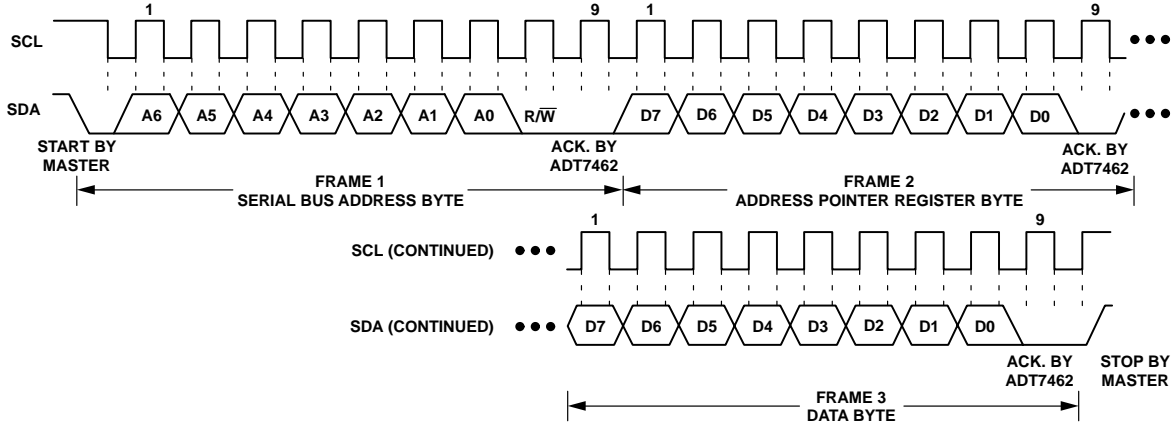 1 9 1 9
SCL
SDA A6 A5 A4 A3 A2 A1 A0 R/W̅ D7 D6 D5 D4 D3 D2 D1 D0
START BY
MASTER
ACK. BY
ADT7462
ACK. BY
ADT7462
FRAME 1
SERIAL BUS ADDRESS BYTE
FRAME 2
ADDRESS POINTER REGISTER BYTE
1 9
SCL (CONTINUED)
SDA (CONTINUED) D7 D6 D5 D4 D3 D2 D1 D0
ACK. BY
ADT7462
STOP BY
MASTER
FRAME 3
DATA BYTE